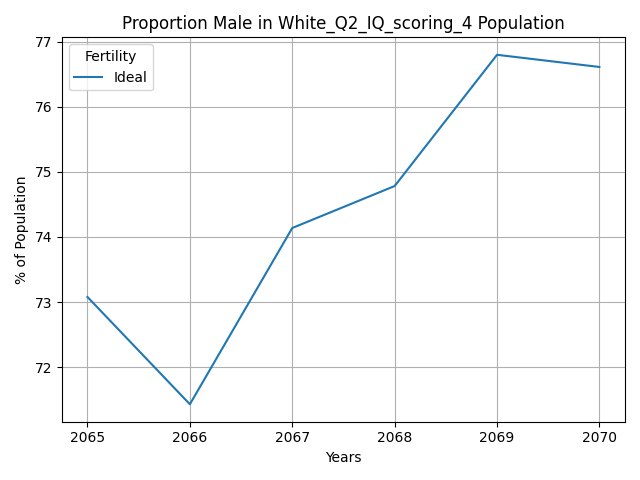 Proportion Male in White_Q2_IQ_scoring_4 Population
Fertility
Ideal
% of Population
77
76
75
74
73
72
2065 2066 2067 2068 2069 2070
Years